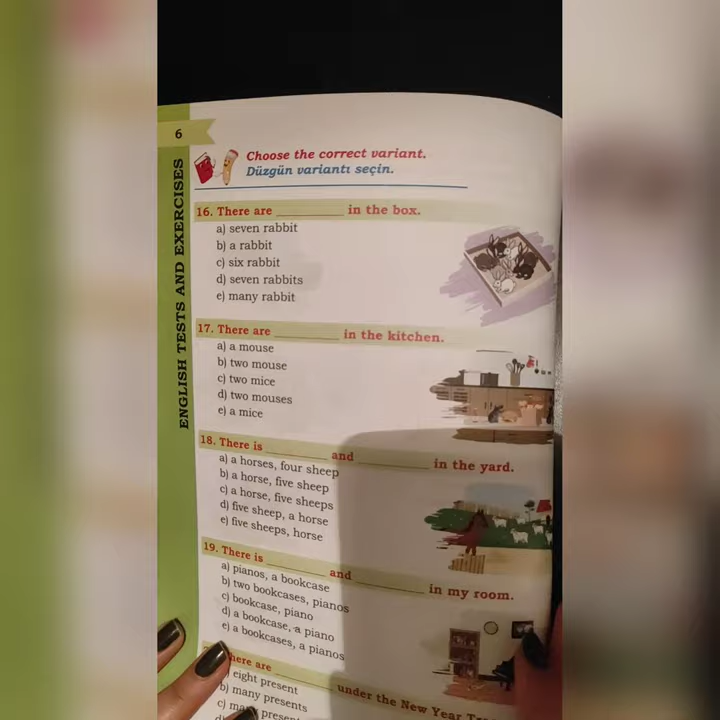 6
ENGLISH TESTS AND EXERCISES
Choose the correct variant.
Düzgün variantı seçin.
16. There are __________ in the box.
a) seven rabbit
b) a rabbit
c) six rabbit
d) seven rabbits
e) many rabbit
17. There are __________ in the kitchen.
a) a mouse
b) two mouse
c) two mice
d) two mouses
e) a mice
18. There is __________ and __________ in the yard.
a) a horses, four sheep
b) a horse, five sheep
c) a horse, five sheeps
d) five sheep, a horse
e) five sheeps, horse
19. There is __________ and __________ in my room.
a) pianos, a bookcase
b) two bookcases, pianos
c) bookcase, piano
d) a bookcase, a piano
e) a bookcases, a pianos
here are __________ under the New Year
eight present
b) many presents
c)